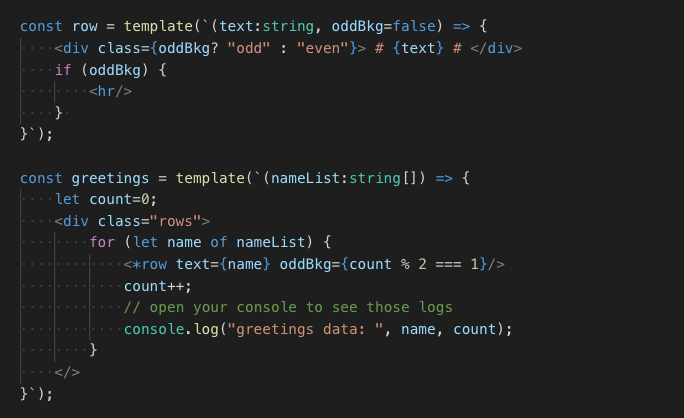 const row = template(`(text:string, oddBkg=false) => {
    <div class={oddBkg? "odd" : "even"}> # {text} # </div>
    if (oddBkg) {
        <hr/>
    }
}`);

const greetings = template(`(nameList:string[]) => {
    let count=0;
    <div class="rows">
        for (let name of nameList) {
            <*row text={name} oddBkg={count % 2 === 1}/>
            count++;
            // open your console to see those logs
            console.log("greetings data: ", name, count);
        }
    </>
}`);